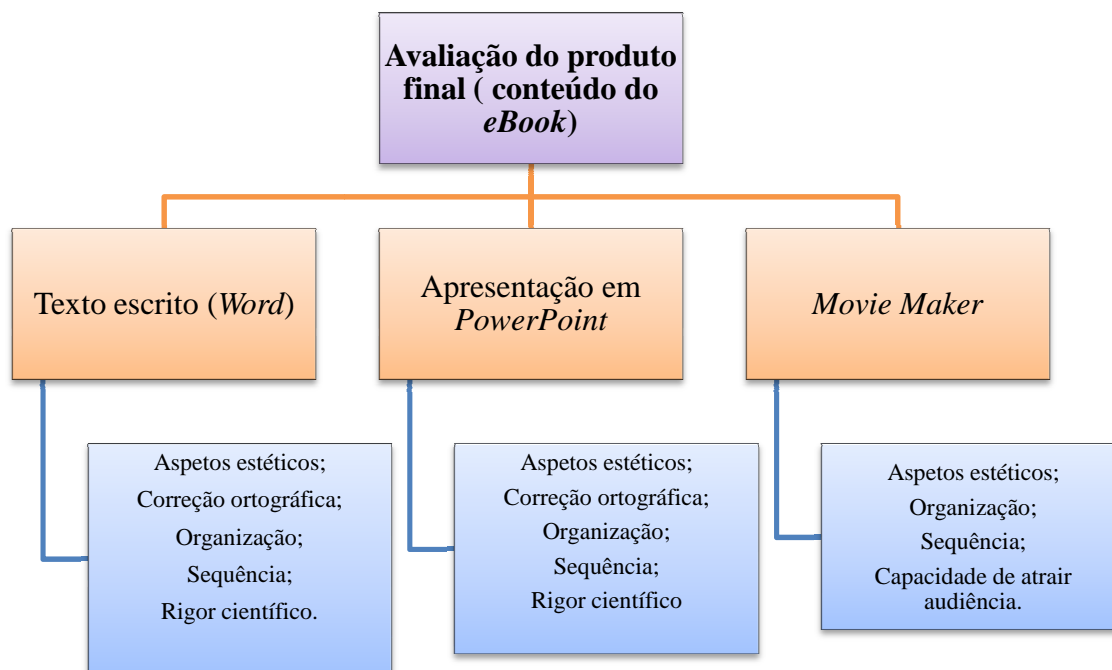 Avaliação do produto
final ( conteúdo do
eBook)
Texto escrito (Word)
Apresentação em
PowerPoint
Movie Maker
Aspetos estéticos;
Correção ortográfica;
Organização;
Sequência;
Rigor científico.
Aspetos estéticos;
Correção ortográfica;
Organização;
Sequência;
Rigor científico
Aspetos estéticos;
Organização;
Sequência;
Capacidade de atrair
audiência.